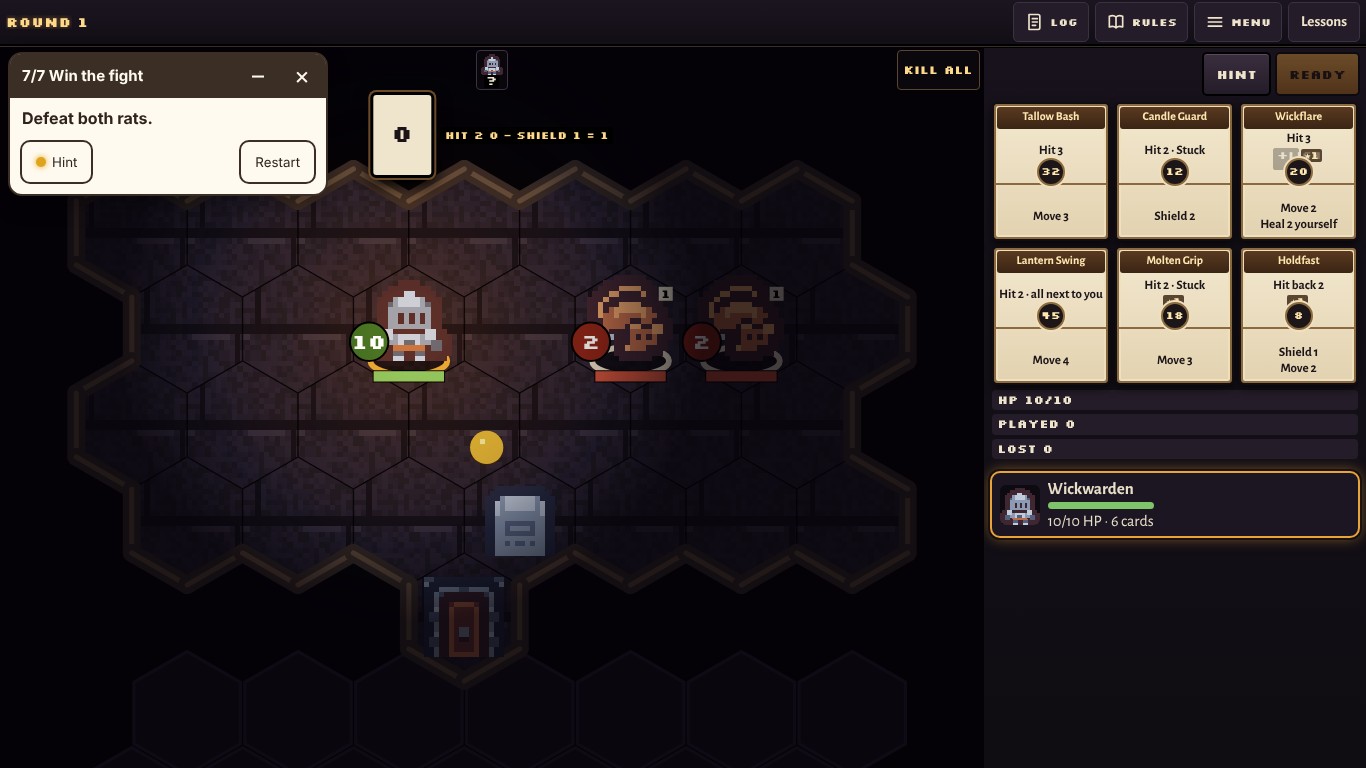 ROUND 1
LOG
RULES
MENU
Lessons
7/7 Win the fight
Defeat both rats.
Hint
Restart
?
0
HIT 2 0 - SHIELD 1 = 1
KILL ALL
HINT
READY
10
2
1
2
1
Tallow Bash
Hit 3
32
Move 3
Candle Guard
Hit 2 · Stuck
12
Shield 2
Wickflare
Hit 3
20
Move 2
Heal 2 yourself
Lantern Swing
Hit 2 · all next to you
45
Move 4
Molten Grip
Hit 2 · Stuck
18
Move 3
Holdfast
Hit back 2
8
Shield 1
Move 2
HP 10/10
PLAYED 0
LOST 0
Wickwarden
10/10 HP · 6 cards